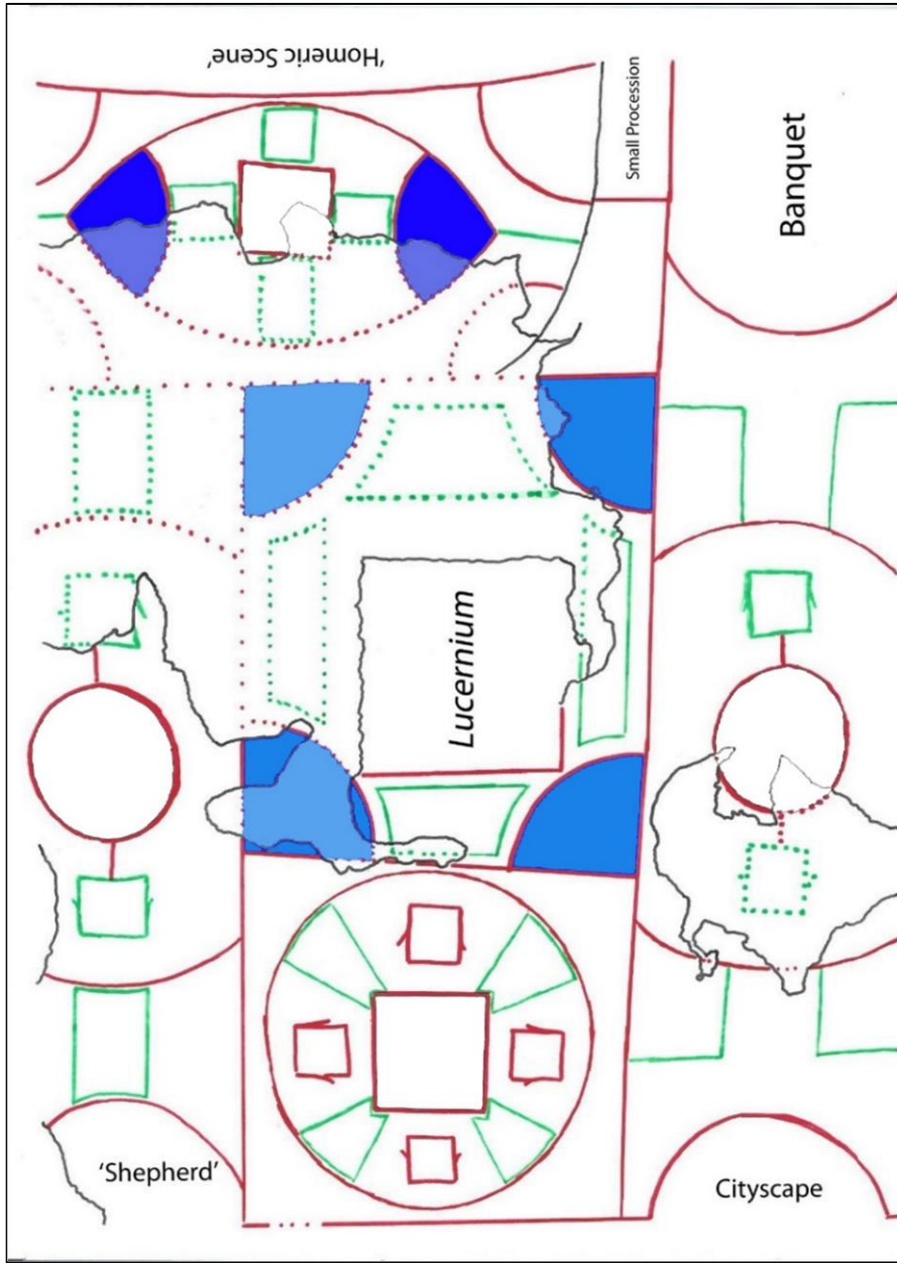 'Homeric Scene'
Small Procession
Banquet
Lucernium
'Shepherd'
Cityscape